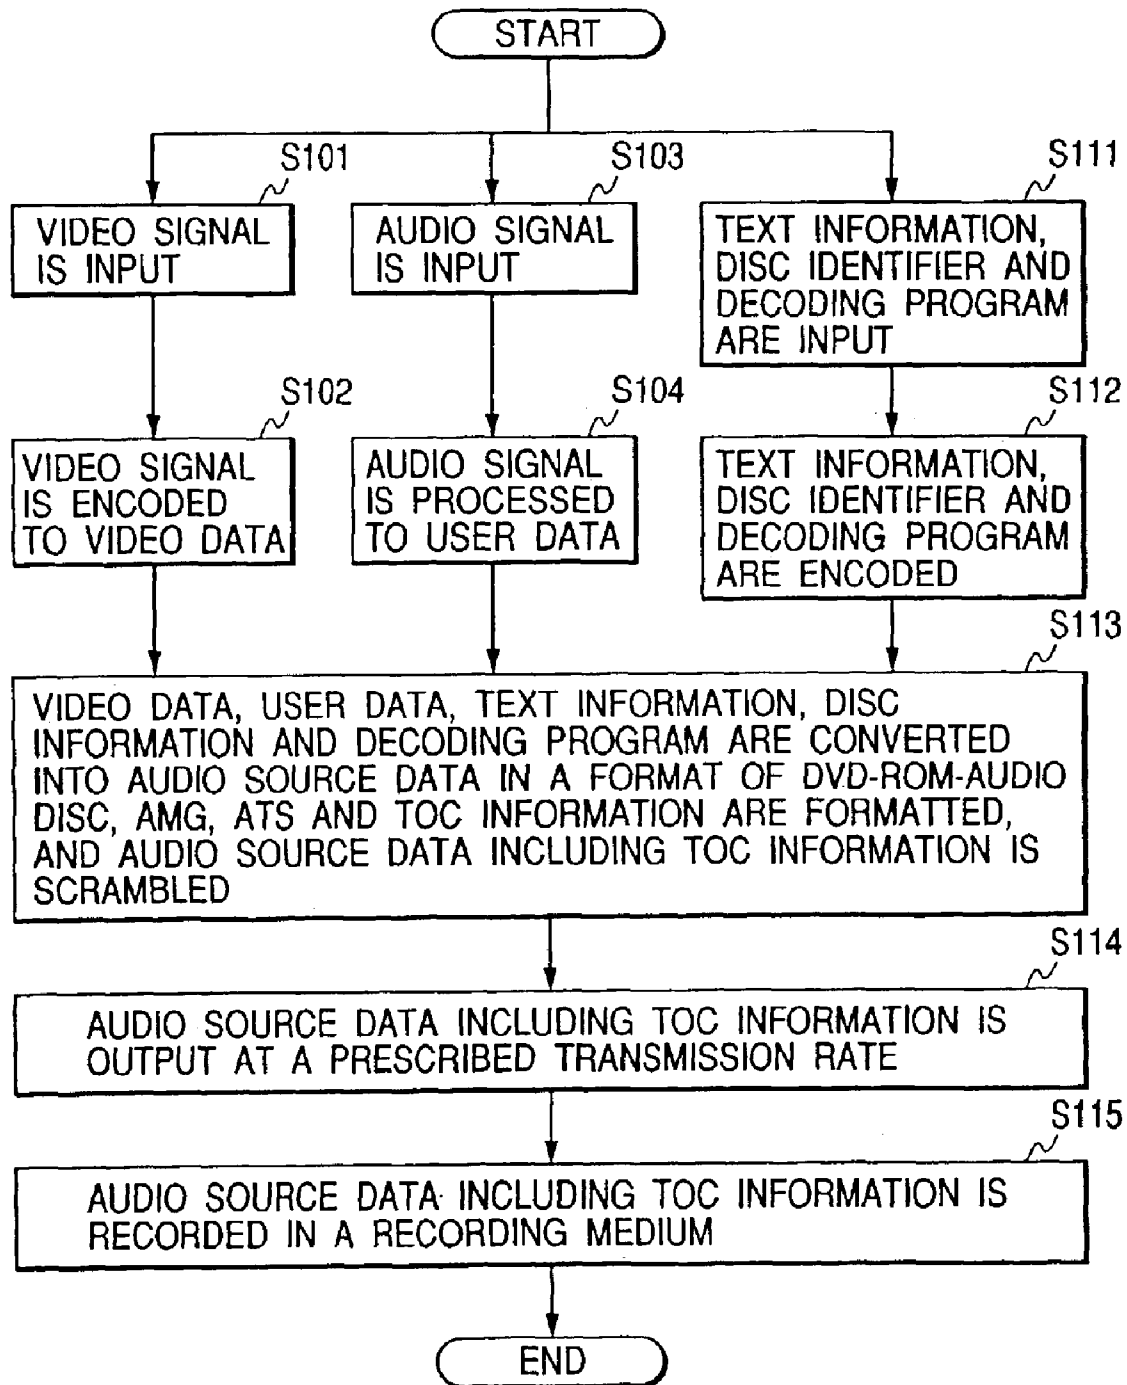 START
S101
VIDEO SIGNAL
IS INPUT
S103
AUDIO SIGNAL
IS INPUT
S111
TEXT INFORMATION,
DISC IDENTIFIER AND
DECODING PROGRAM
ARE INPUT
S102
VIDEO SIGNAL
IS ENCODED
TO VIDEO DATA
S104
AUDIO SIGNAL
IS PROCESSED
TO USER DATA
S112
TEXT INFORMATION,
DISC IDENTIFIER AND
DECODING PROGRAM
ARE ENCODED
S113
VIDEO DATA, USER DATA, TEXT INFORMATION, DISC
INFORMATION AND DECODING PROGRAM ARE CONVERTED
INTO AUDIO SOURCE DATA IN A FORMAT OF DVD-ROM-AUDIO
DISC, AMG, ATS AND TOC INFORMATION ARE FORMATTED,
AND AUDIO SOURCE DATA INCLUDING TOC INFORMATION IS
SCRAMBLED
S114
AUDIO SOURCE DATA INCLUDING TOC INFORMATION IS
OUTPUT AT A PRESCRIBED TRANSMISSION RATE
S115
AUDIO SOURCE DATA INCLUDING TOC INFORMATION IS
RECORDED IN A RECORDING MEDIUM
END